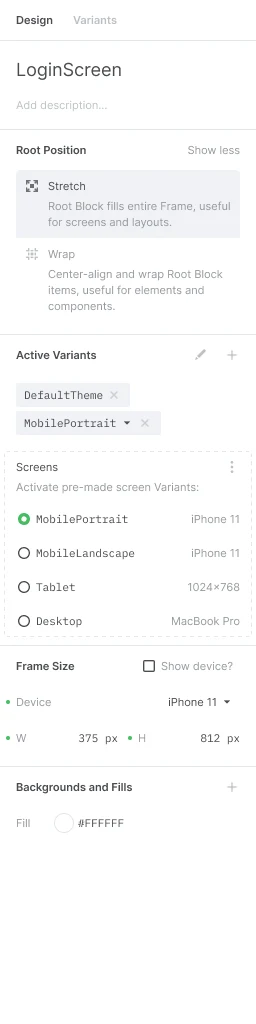 Design Variants
LoginScreen
Add description...
Root Position Show less
Stretch
Root Block fills entire Frame, useful
for screens and layouts.
Wrap
Center-align and wrap Root Block
items, useful for elements and
components.
Active Variants
DefaultTheme
MobilePortrait
Screens
Activate pre-made screen Variants:
MobilePortrait iPhone 11
MobileLandscape iPhone 11
Tablet 1024×768
Desktop MacBook Pro
Frame Size Show device?
Device iPhone 11
W 375 px H 812 px
Backgrounds and Fills
Fill #FFFFFF